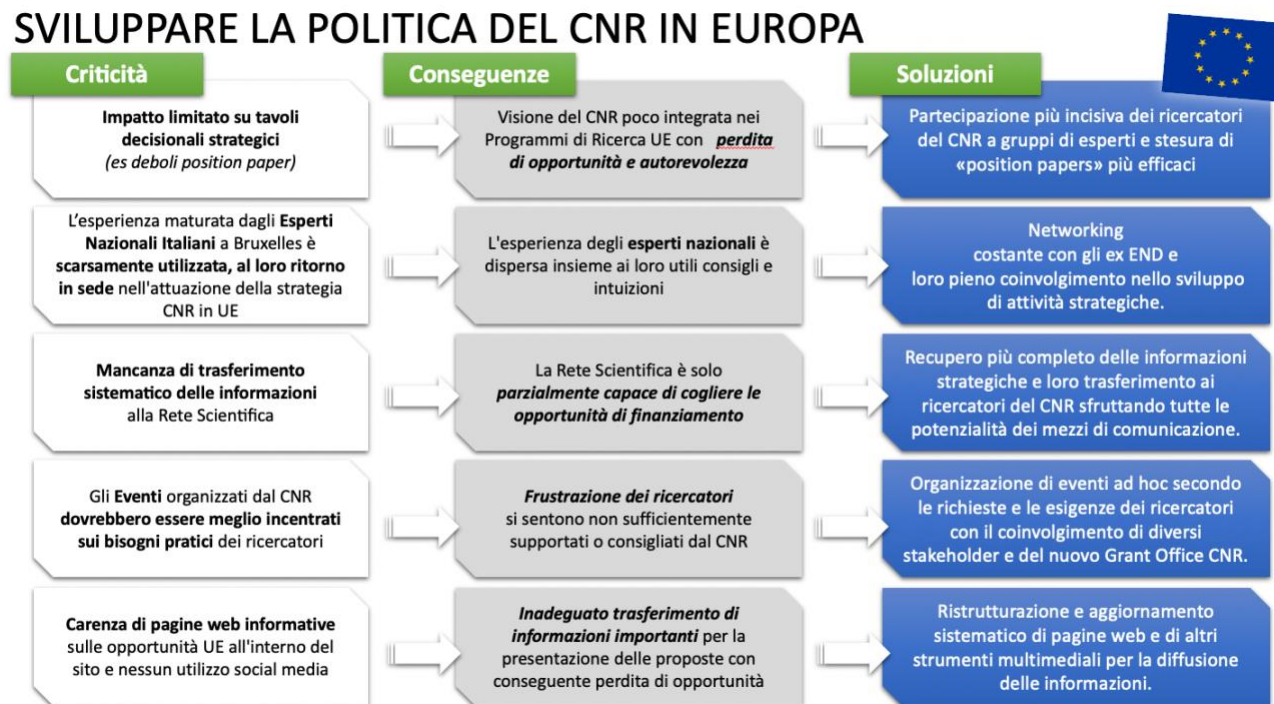 SVILUPPARE LA POLITICA DEL CNR IN EUROPA
Criticità
Conseguenze
Soluzioni
Impatto limitato su tavoli
decisionali strategici
(es deboli position paper)
Visione del CNR poco integrata nei
Programmi di Ricerca UE con perdita
di opportunità e autorevolezza
Partecipazione più incisiva dei ricercatori
del CNR a gruppi di esperti e stesura di
«position papers» più efficaci
L’esperienza maturata dagli Esperti
Nazionali Italiani a Bruxelles è
scarsamente utilizzata, al loro ritorno
in sede nell'attuazione della strategia
CNR in UE
L'esperienza degli esperti nazionali è
dispersa insieme ai loro utili consigli e
intuizioni
Networking
costante con gli ex END e
loro pieno coinvolgimento nello sviluppo
di attività strategiche.
Mancanza di trasferimento
sistematico delle informazioni
alla Rete Scientifica
La Rete Scientifica è solo
parzialmente capace di cogliere le
opportunità di finanziamento
Recupero più completo delle informazioni
strategiche e loro trasferimento ai
ricercatori del CNR sfruttando tutte le
potenzialità dei mezzi di comunicazione.
Gli Eventi organizzati dal CNR
dovrebbero essere meglio incentrati
sui bisogni pratici dei ricercatori
Frustrazione dei ricercatori
si sentono non sufficientemente
supportati o consigliati dal CNR
Organizzazione di eventi ad hoc secondo
le richieste e le esigenze dei ricercatori
con il coinvolgimento di diversi
stakeholder e del nuovo Grant Office CNR.
Carenza di pagine web informative
sulle opportunità UE all'interno del
sito e nessun utilizzo social media
Inadeguato trasferimento di
informazioni importanti per la
presentazione delle proposte con
conseguente perdita di opportunità
Ristrutturazione e aggiornamento
sistematico di pagine web e di altri
strumenti multimediali per la diffusione
delle informazioni.